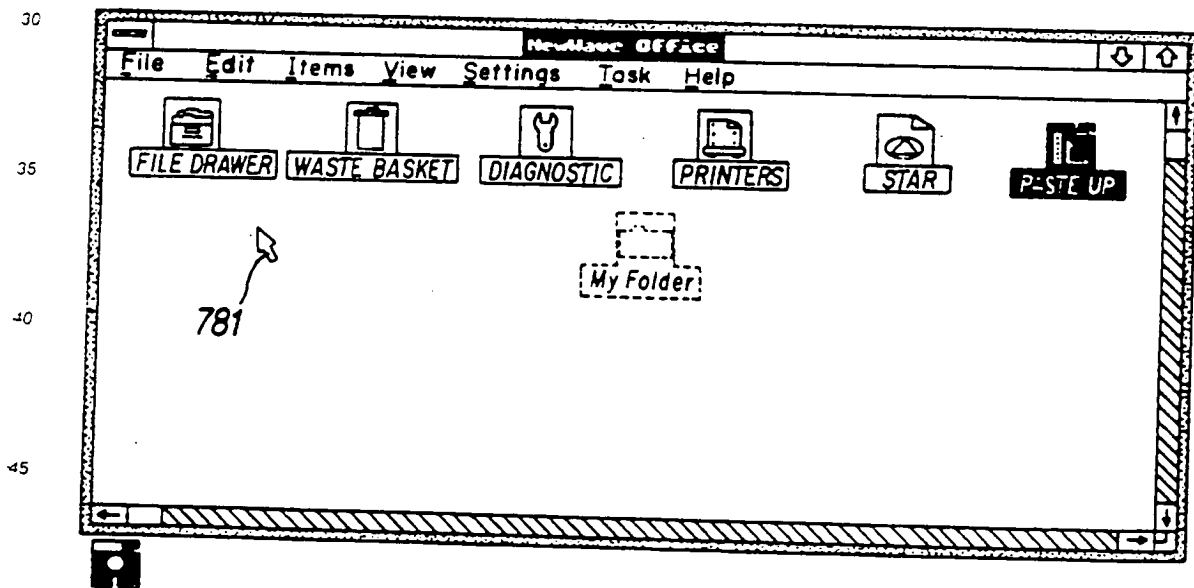 30
NewWave Office
File Edit Items View Settings Task Help
FILE DRAWER WASTE BASKET DIAGNOSTIC PRINTERS STAR P-STE UP
35
My Folder
781
40
45